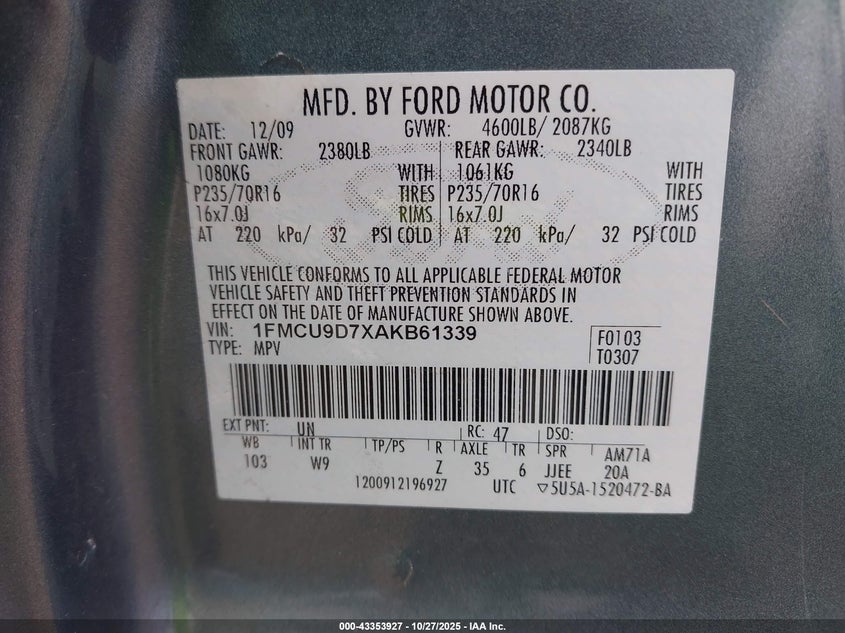 MFD. BY FORD MOTOR CO.
DATE: 12/09 GVWR: 4600LB/ 2087KG
FRONT GAWR: 2380LB REAR GAWR: 2340LB
1080KG WITH 1061KG WITH
P235/70R16 TIRES P235/70R16 TIRES
16x7.0J RIMS 16x7.0J RIMS
AT 220 kPa/ 32 PSI COLD AT 220 kPa/ 32 PSI COLD
THIS VEHICLE CONFORMS TO ALL APPLICABLE FEDERAL MOTOR
VEHICLE SAFETY AND THEFT PREVENTION STANDARDS IN
EFFECT ON THE DATE OF MANUFACTURE SHOWN ABOVE.
VIN: 1FMCU9D7XAKB61339
TYPE: MPV
F0103
T0307
EXT PNT: UN RC: 47 DSO:
WB INT TR TP/PS R AXLE TR SPR AM71A
103 W9 Z 35 6 JJEE 20A
1200912196927 UTC ▽5U5A-1520472-BA
000-43353927 - 10/27/2025 - IAA Inc.